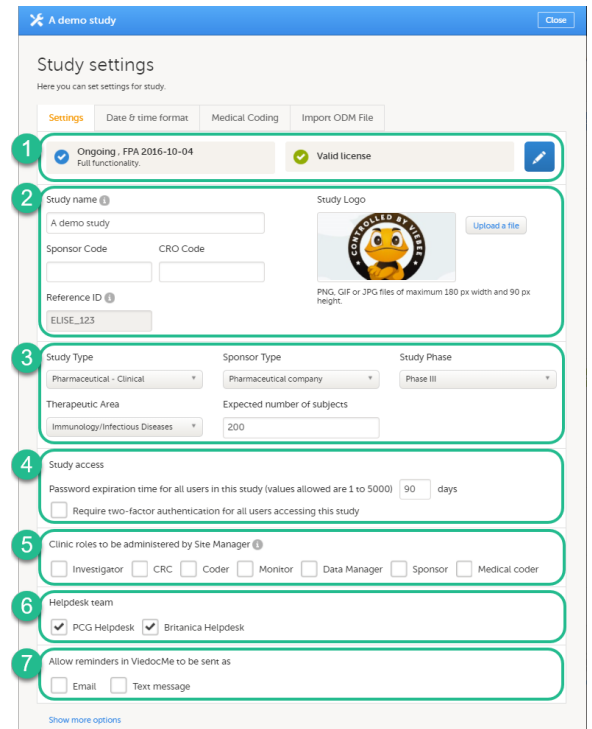 A demo study
Close
Study settings
Here you can set settings for study.
Settings Date & time format Medical Coding Import ODM File
1
Ongoing , FPA 2016-10-04
Full functionality.
Valid license
2
Study name
A demo study
Sponsor Code CRO Code
Reference ID
ELISE_123
Study Logo
CONTROLLED BY VIEBEE
Upload a file
PNG, GIF or JPG files of maximum 180 px width and 90 px
height.
3
Study Type Sponsor Type Study Phase
Pharmaceutical - Clinical Pharmaceutical company Phase III
Therapeutic Area Expected number of subjects
Immunology/Infectious Diseases 200
4
Study access
Password expiration time for all users in this study (values allowed are 1 to 5000) 90 days
Require two-factor authentication for all users accessing this study
5
Clinic roles to be administered by Site Manager
Investigator CRC Coder Monitor Data Manager Sponsor Medical coder
6
Helpdesk team
PCG Helpdesk Britanica Helpdesk
7
Allow reminders in ViedocMe to be sent as
Email Text message
Show more options